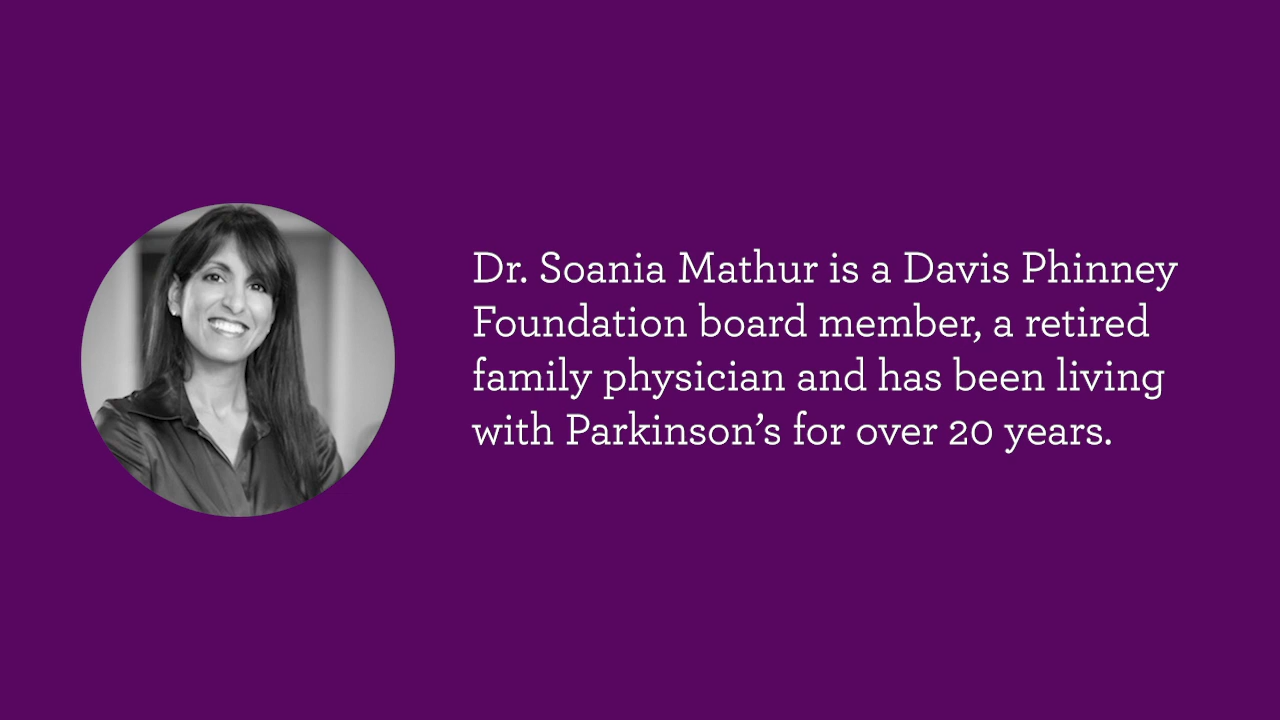 Dr. Soania Mathur is a Davis Phinney
Foundation board member, a retired
family physician and has been living
with Parkinson’s for over 20 years.